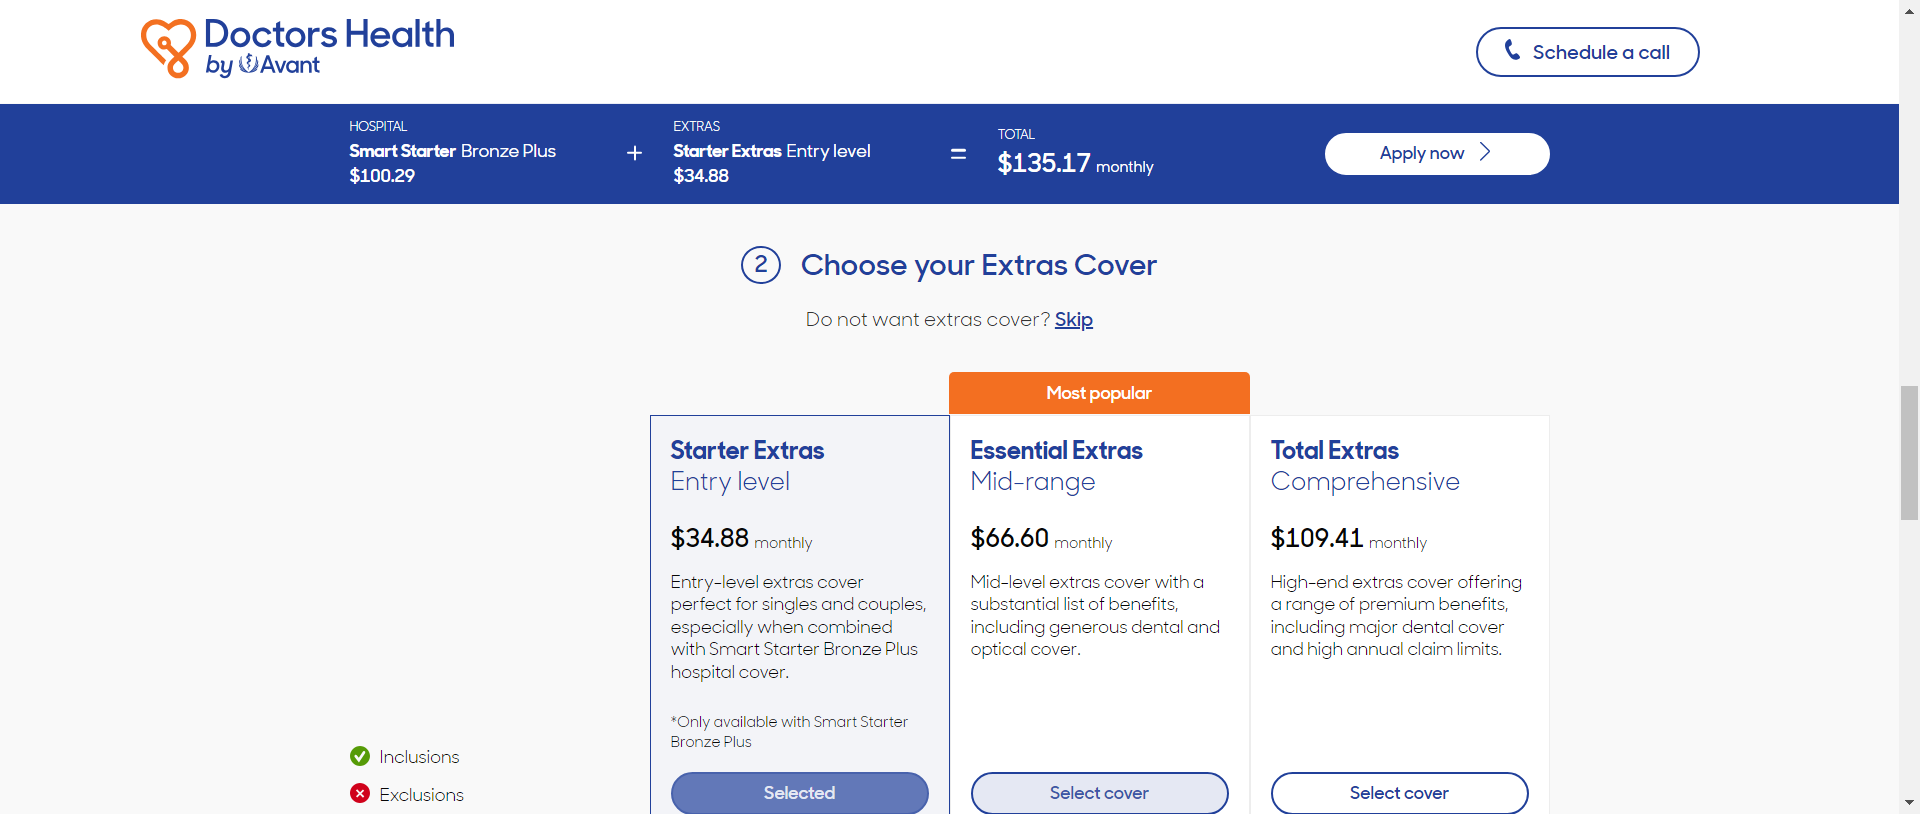 Doctors Health
by Avant
Schedule a call
HOSPITAL
Smart Starter Bronze Plus
$100.29
+
EXTRAS
Starter Extras Entry level
$34.88
=
TOTAL
$135.17 monthly
Apply now
2 Choose your Extras Cover
Do not want extras cover? Skip
Most popular
Starter Extras
Entry level
$34.88 monthly
Entry-level extras cover
perfect for singles and couples,
especially when combined
with Smart Starter Bronze Plus
hospital cover.
*Only available with Smart Starter
Bronze Plus
Selected
Essential Extras
Mid-range
$66.60 monthly
Mid-level extras cover with a
substantial list of benefits,
including generous dental and
optical cover.
Select cover
Total Extras
Comprehensive
$109.41 monthly
High-end extras cover offering
a range of premium benefits,
including major dental cover
and high annual claim limits.
Select cover
Inclusions
Exclusions